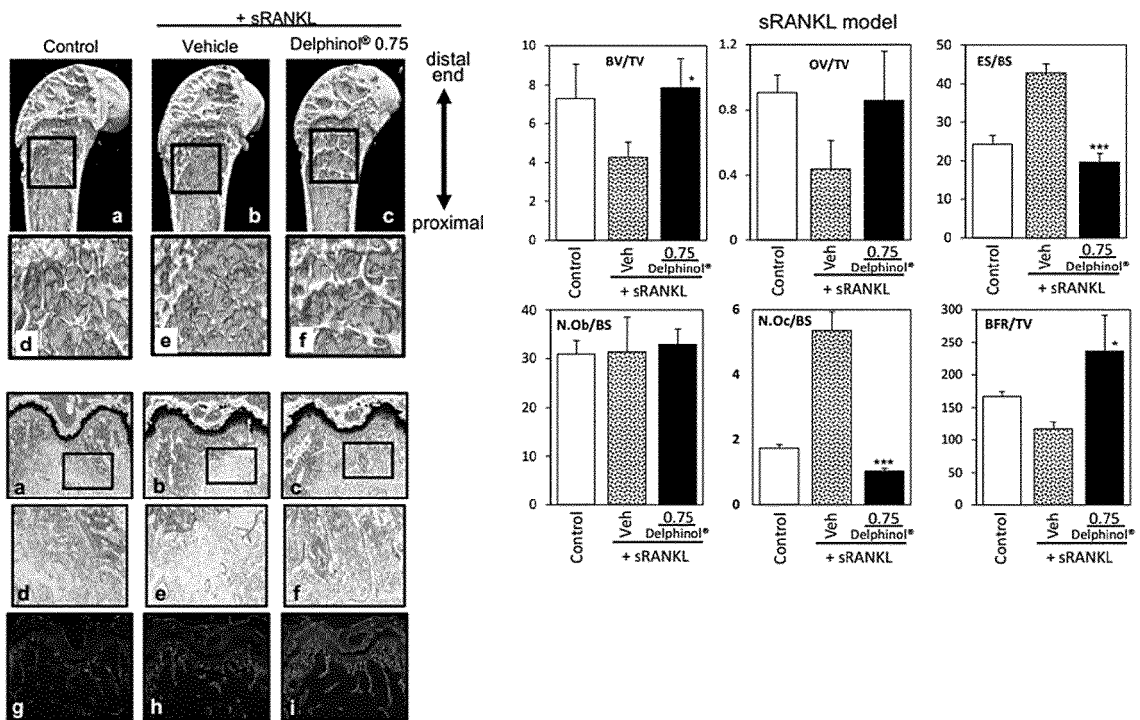 + sRANKL
Control Vehicle Delphinol® 0.75
distal end
a b c
proximal
d e f
a b c
d e f
g h i
sRANKL model
BV/TV
10
8
6
4
2
0
Control Veh 0.75
Delphinol®
+ sRANKL
OV/TV
1.2
0.8
0.4
0
Control Veh 0.75
Delphinol®
+ sRANKL
ES/BS
50
40
30
20
10
0
***
Control Veh 0.75
Delphinol®
+ sRANKL
N.Ob/BS
40
30
20
10
0
Control Veh 0.75
Delphinol®
+ sRANKL
N.Oc/BS
6
4
2
0
***
Control Veh 0.75
Delphinol®
+ sRANKL
BFR/TV
300
250
200
150
100
50
0
*
Control Veh 0.75
Delphinol®
+ sRANKL